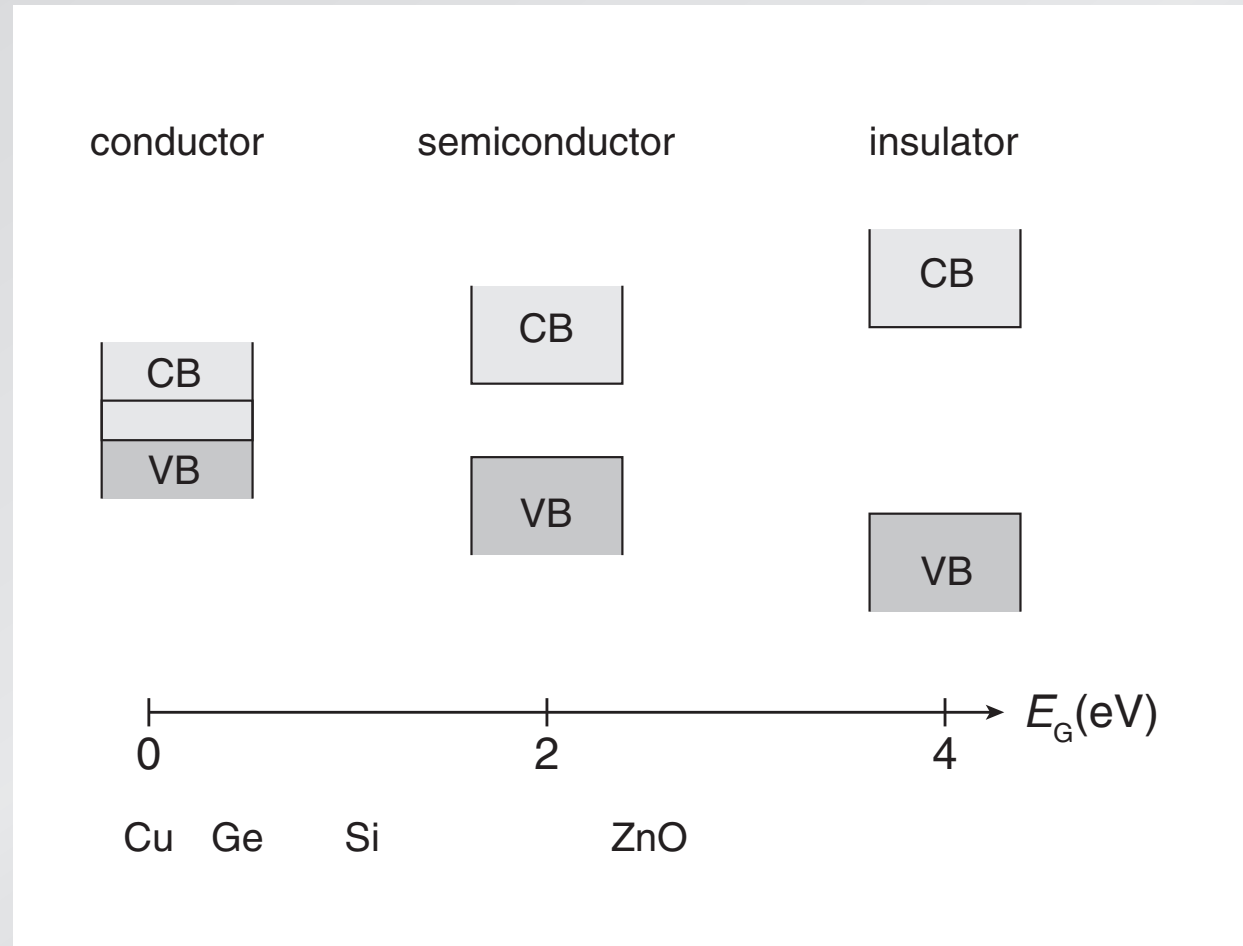 conductor semiconductor insulator
CB
CB
CB
VB
VB
VB
E_G(eV)
0 2 4
Cu Ge Si ZnO